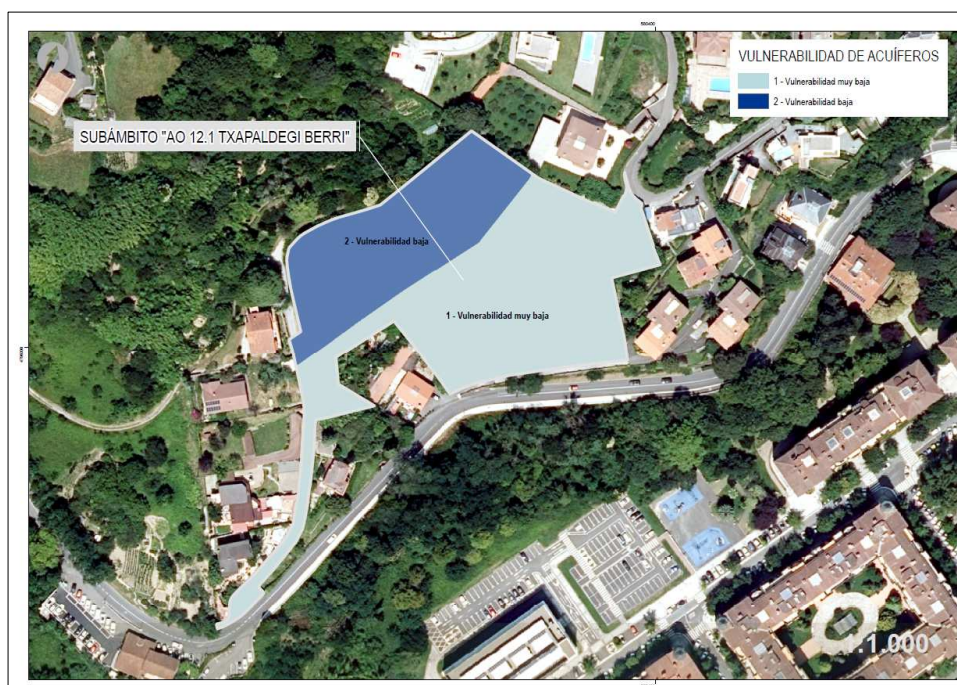 VULNERABILIDAD DE ACUÍFEROS
1 - Vulnerabilidad muy baja
2 - Vulnerabilidad baja
SUBÁMBITO "AO 12.1 TXAPALDEGI BERRI"
2 - Vulnerabilidad baja
1 - Vulnerabilidad muy baja
1:1.000